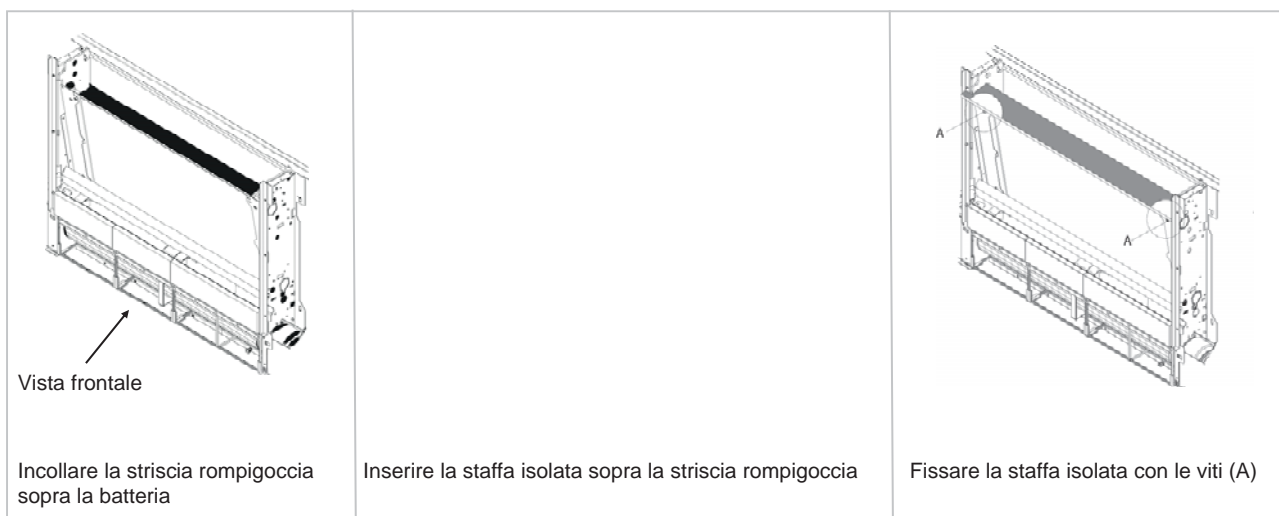 A
A
Vista frontale
Incollare la striscia rompigoccia
sopra la batteria
Inserire la staffa isolata sopra la striscia rompigoccia
Fissare la staffa isolata con le viti (A)